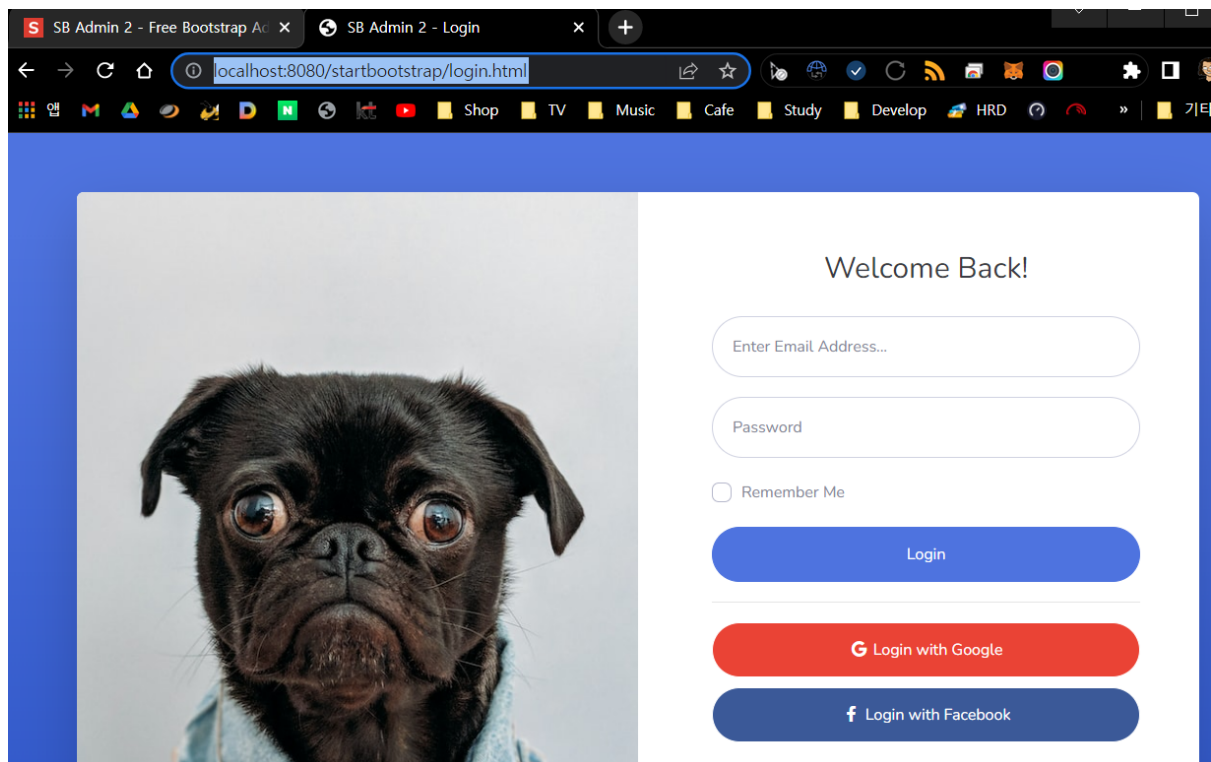 S SB Admin 2 - Free Bootstrap Ad
SB Admin 2 - Login
localhost:8080/startbootstrap/login.html
앱
D
N
kt
Shop
TV
Music
Cafe
Study
Develop
HRD
»
기타
Welcome Back!
Enter Email Address...
Password
Remember Me
Login
G Login with Google
f Login with Facebook